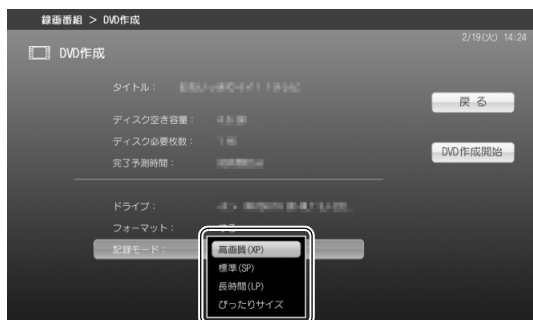 録画番組 > DVD作成
2/19(火) 14:24
DVD作成
タイトル：
戻る
ディスク空き容量：
ディスク必要枚数：
DVD作成開始
完了予測時間：
ドライブ：
フォーマット：
記録モード：
高画質(XP)
標準(SP)
長時間(LP)
ぴったりサイズ